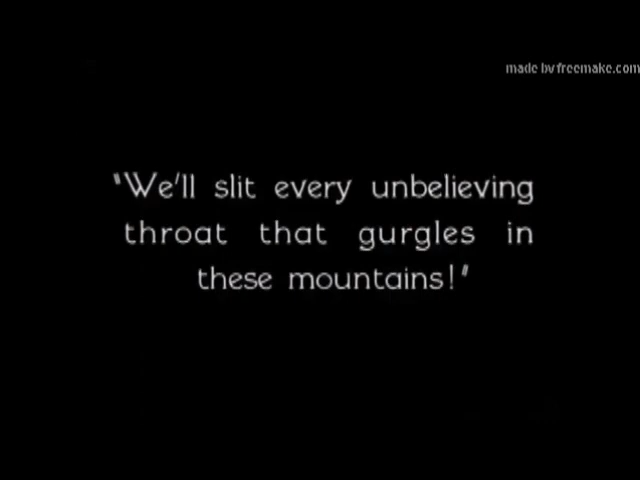 made by freemake.com
"We'll slit every unbelieving
throat that gurgles in
these mountains!"